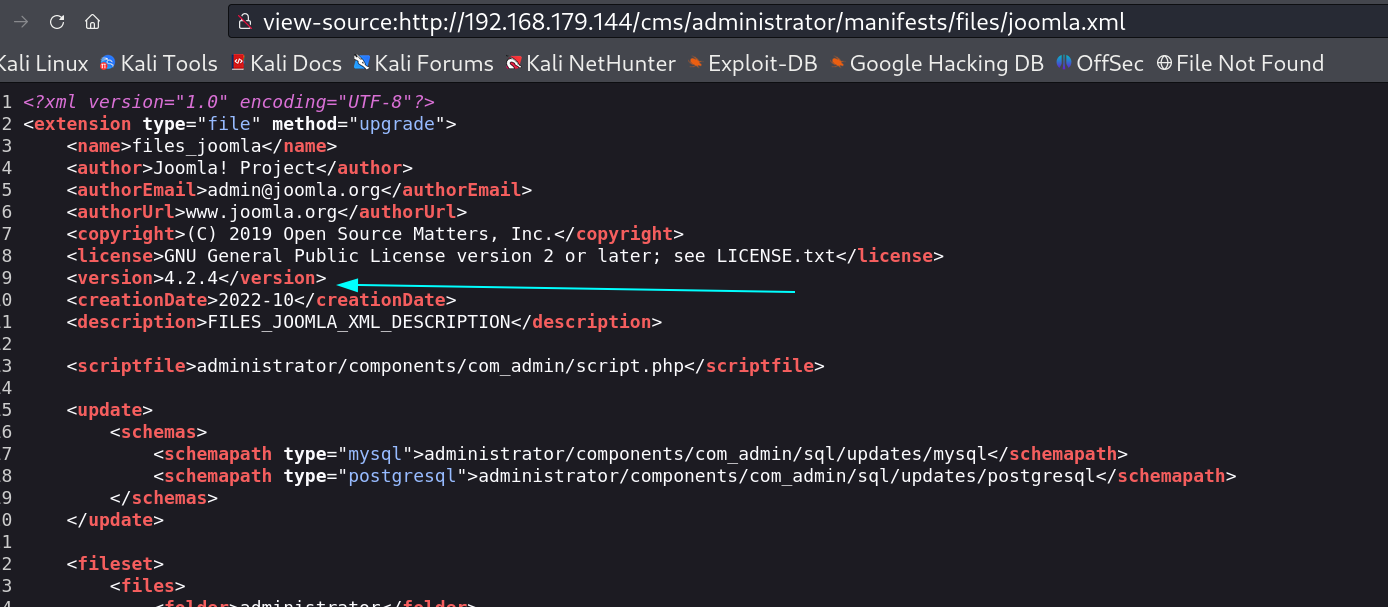 view-source:http://192.168.179.144/cms/administrator/manifests/files/joomla.xml
Kali Linux Kali Tools Kali Docs Kali Forums Kali NetHunter Exploit-DB Google Hacking DB OffSec File Not Found
1 <?xml version="1.0" encoding="UTF-8"?>
2 <extension type="file" method="upgrade">
3 <name>files_joomla</name>
4 <author>Joomla! Project</author>
5 <authorEmail>admin@joomla.org</authorEmail>
6 <authorUrl>www.joomla.org</authorUrl>
7 <copyright>(C) 2019 Open Source Matters, Inc.</copyright>
8 <license>GNU General Public License version 2 or later; see LICENSE.txt</license>
9 <version>4.2.4</version>
0 <creationDate>2022-10</creationDate>
1 <description>FILES_JOOMLA_XML_DESCRIPTION</description>
2
3 <scriptfile>administrator/components/com_admin/script.php</scriptfile>
4
5 <update>
6 <schemas>
7 <schemapath type="mysql">administrator/components/com_admin/sql/updates/mysql</schemapath>
8 <schemapath type="postgresql">administrator/components/com_admin/sql/updates/postgresql</schemapath>
9 </schemas>
0 </update>
1
2 <fileset>
3 <files>
4 <folder>administrator</folder>